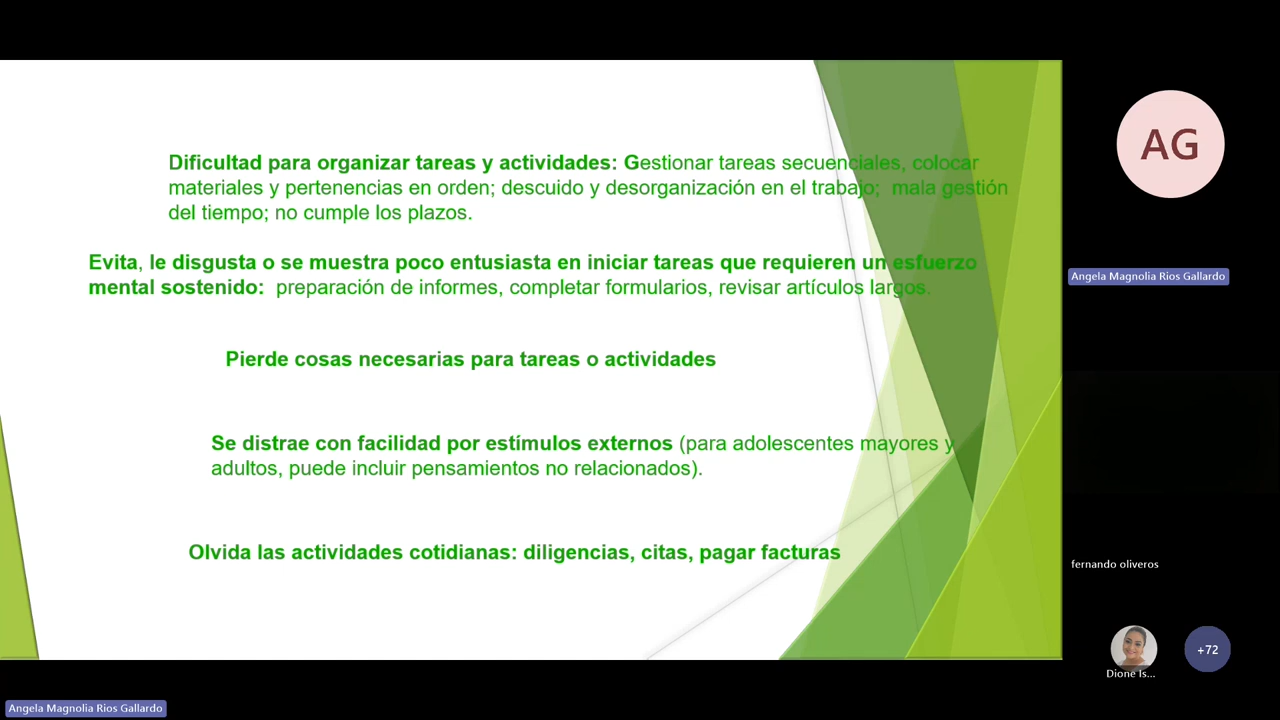 Dificultad para organizar tareas y actividades: Gestionar tareas secuenciales, colocar
materiales y pertenencias en orden; descuido y desorganización en el trabajo; mala gestión
del tiempo; no cumple los plazos.
Evita, le disgusta o se muestra poco entusiasta en iniciar tareas que requieren un esfuerzo
mental sostenido: preparación de informes, completar formularios, revisar artículos largos.
Pierde cosas necesarias para tareas o actividades
Se distrae con facilidad por estímulos externos (para adolescentes mayores y
adultos, puede incluir pensamientos no relacionados).
Olvida las actividades cotidianas: diligencias, citas, pagar facturas
AG
Angela Magnolia Rios Gallardo
fernando oliveros
+72
Dione Is...
Angela Magnolia Rios Gallardo